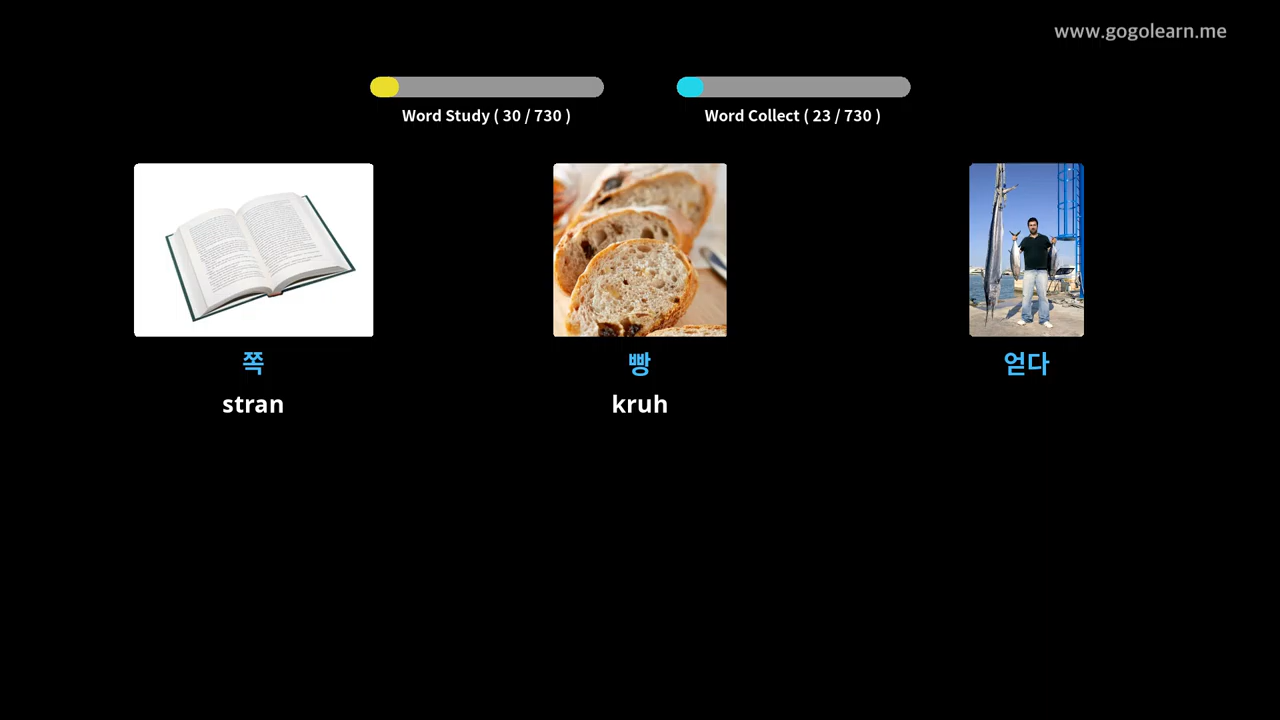 www.gogolearn.me
Word Study ( 30 / 730 )
Word Collect ( 23 / 730 )
쪽
빵
얻다
stran
kruh